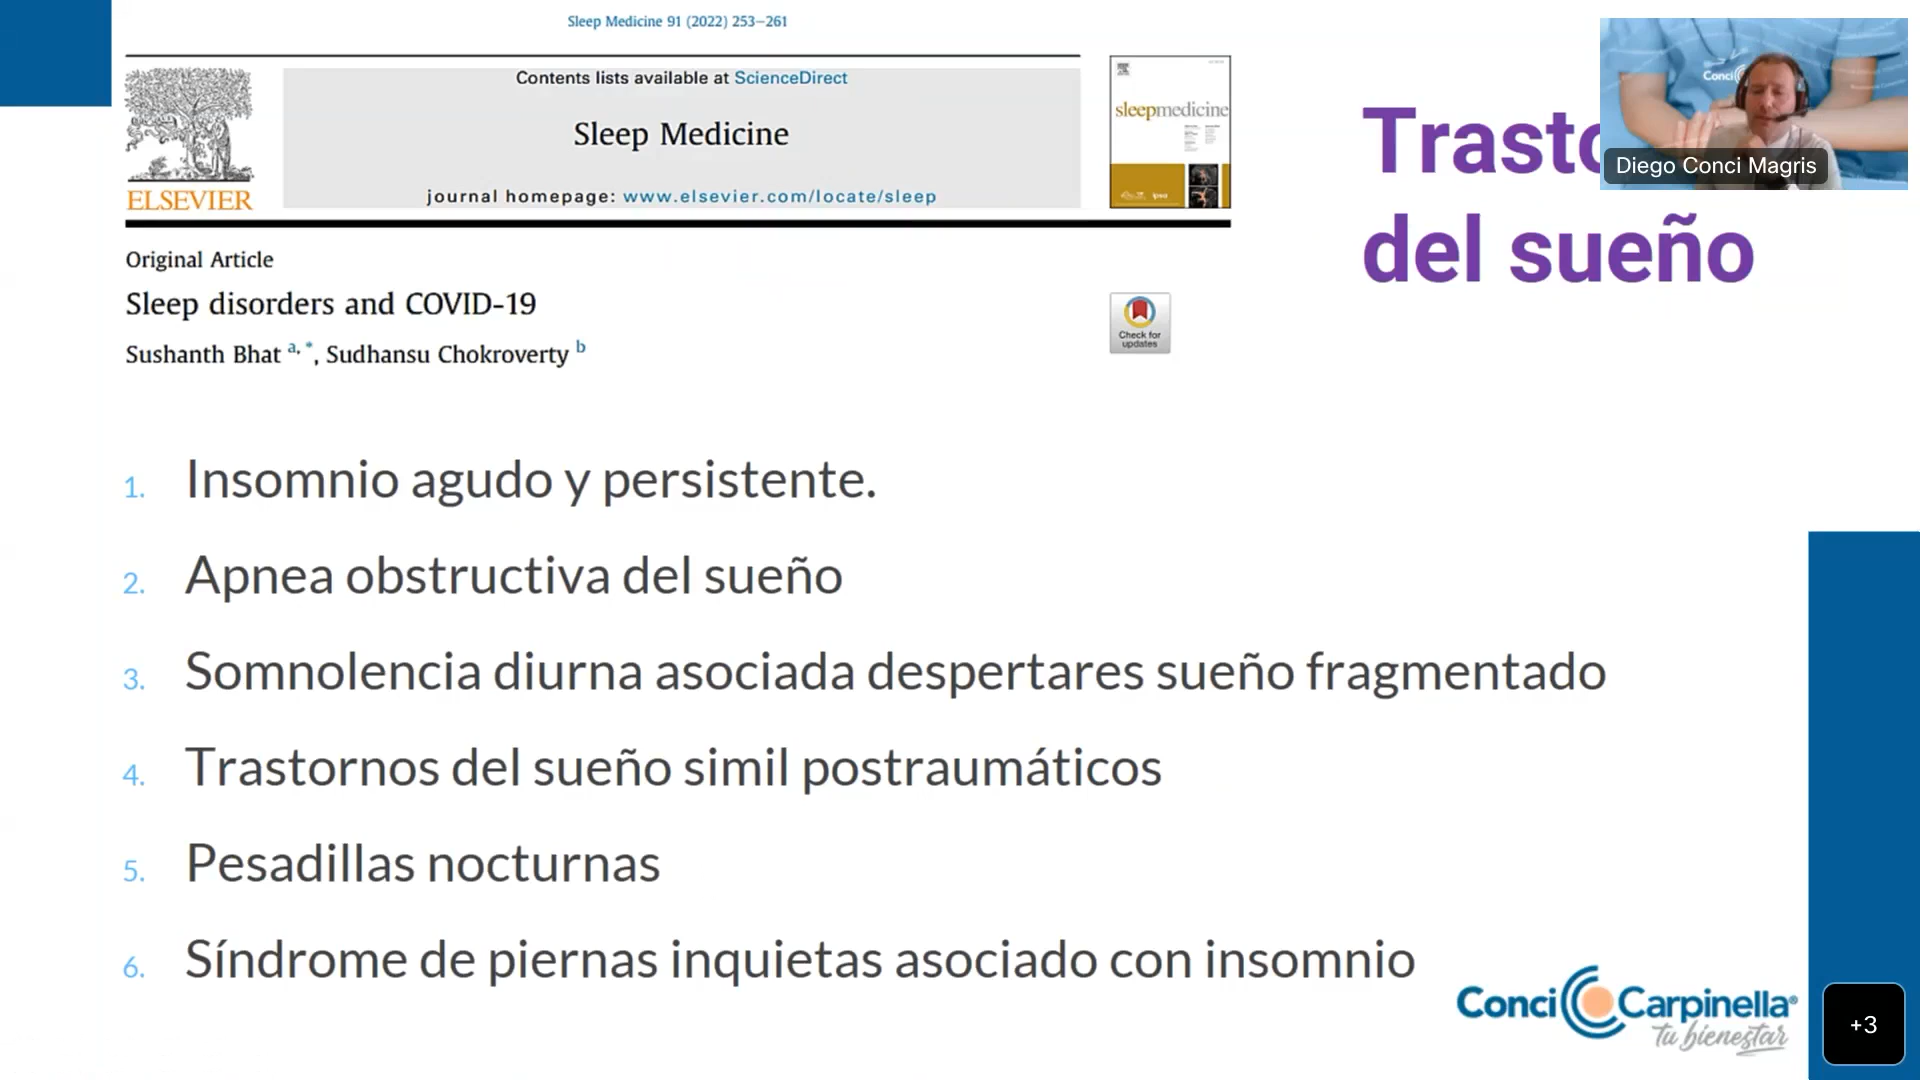 Sleep Medicine 91 (2022) 253–261
Contents lists available at ScienceDirect
Sleep Medicine
journal homepage: www.elsevier.com/locate/sleep
ELSEVIER
sleepmedicine
Conci
Diego Conci Magris
del sueño
Original Article
Sleep disorders and COVID-19
Sushanth Bhat a, *, Sudhansu Chokroverty b
Check for
updates
1. Insomnio agudo y persistente.
2. Apnea obstructiva del sueño
3. Somnolencia diurna asociada despertares sueño fragmentado
4. Trastornos del sueño simil postraumáticos
5. Pesadillas nocturnas
6. Síndrome de piernas inquietas asociado con insomnio
Conci Carpinella®
tu bienestar
+3